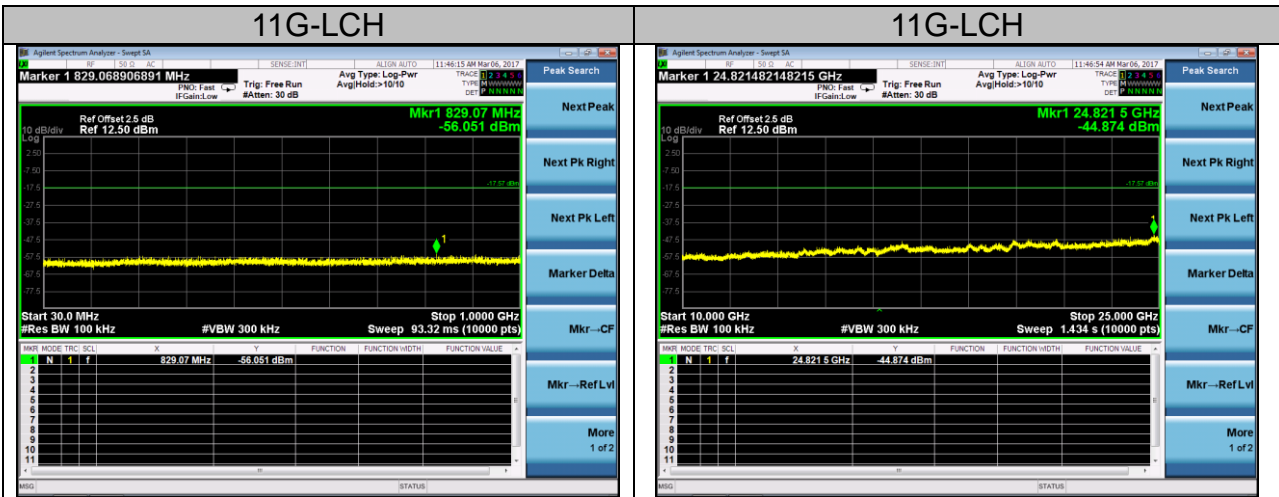 11G-LCH
Agilent Spectrum Analyzer - Swept SA
RF 50 Ω AC SENSE:INT ALIGN AUTO 11:46:15 AM Mar 06, 2017
Marker 1 829.068906891 MHz
PNO: Fast
IFGain:Low
Trig: Free Run
#Atten: 30 dB
Avg Type: Log-Pwr
Avg|Hold:>10/10
TRACE 1 2 3 4 5 6
TYPE M WWWWW
DET P N N N N N
Peak Search
Mkr1 829.07 MHz
-56.051 dBm
Ref Offset 2.5 dB
10 dB/div Ref 12.50 dBm
Log
2.50
-7.50
-17.5
-17.57 dBm
-27.5
-37.5
-47.5
-57.5
-67.5
-77.5
1
Start 30.0 MHz Stop 1.0000 GHz
#Res BW 100 kHz #VBW 300 kHz Sweep 93.32 ms (10000 pts)
MKR MODE TRC SCL X Y FUNCTION FUNCTION WIDTH FUNCTION VALUE
1 N 1 f 829.07 MHz -56.051 dBm
2
3
4
5
6
7
8
9
10
11
MSG STATUS
Next Peak
Next Pk Right
Next Pk Left
Marker Delta
Mkr→CF
Mkr→Ref Lvl
More
1 of 2
11G-LCH
Agilent Spectrum Analyzer - Swept SA
RF 50 Ω AC SENSE:INT ALIGN AUTO 11:46:54 AM Mar 06, 2017
Marker 1 24.821482148215 GHz
PNO: Fast
IFGain:Low
Trig: Free Run
#Atten: 30 dB
Avg Type: Log-Pwr
Avg|Hold:>10/10
TRACE 1 2 3 4 5 6
TYPE M WWWWW
DET P N N N N N
Peak Search
Mkr1 24.821 5 GHz
-44.874 dBm
Ref Offset 2.5 dB
10 dB/div Ref 12.50 dBm
Log
2.50
-7.50
-17.5
-17.57 dBm
-27.5
-37.5
-47.5
-57.5
-67.5
-77.5
1
Start 10.000 GHz Stop 25.000 GHz
#Res BW 100 kHz #VBW 300 kHz Sweep 1.434 s (10000 pts)
MKR MODE TRC SCL X Y FUNCTION FUNCTION WIDTH FUNCTION VALUE
1 N 1 f 24.821 5 GHz -44.874 dBm
2
3
4
5
6
7
8
9
10
11
MSG STATUS
Next Peak
Next Pk Right
Next Pk Left
Marker Delta
Mkr→CF
Mkr→Ref Lvl
More
1 of 2